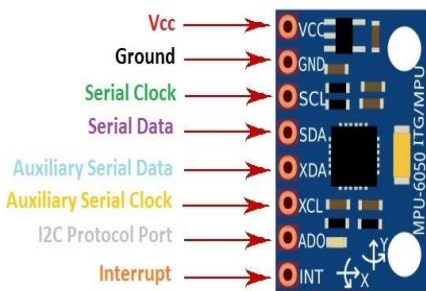 Vcc
Ground
Serial Clock
Serial Data
Auxiliary Serial Data
Auxiliary Serial Clock
I2C Protocol Port
Interrupt
VCC
GND
SCL
SDA
XDA
XCL
ADO
INT
MPU-6050 ITG/MPU
Y
X